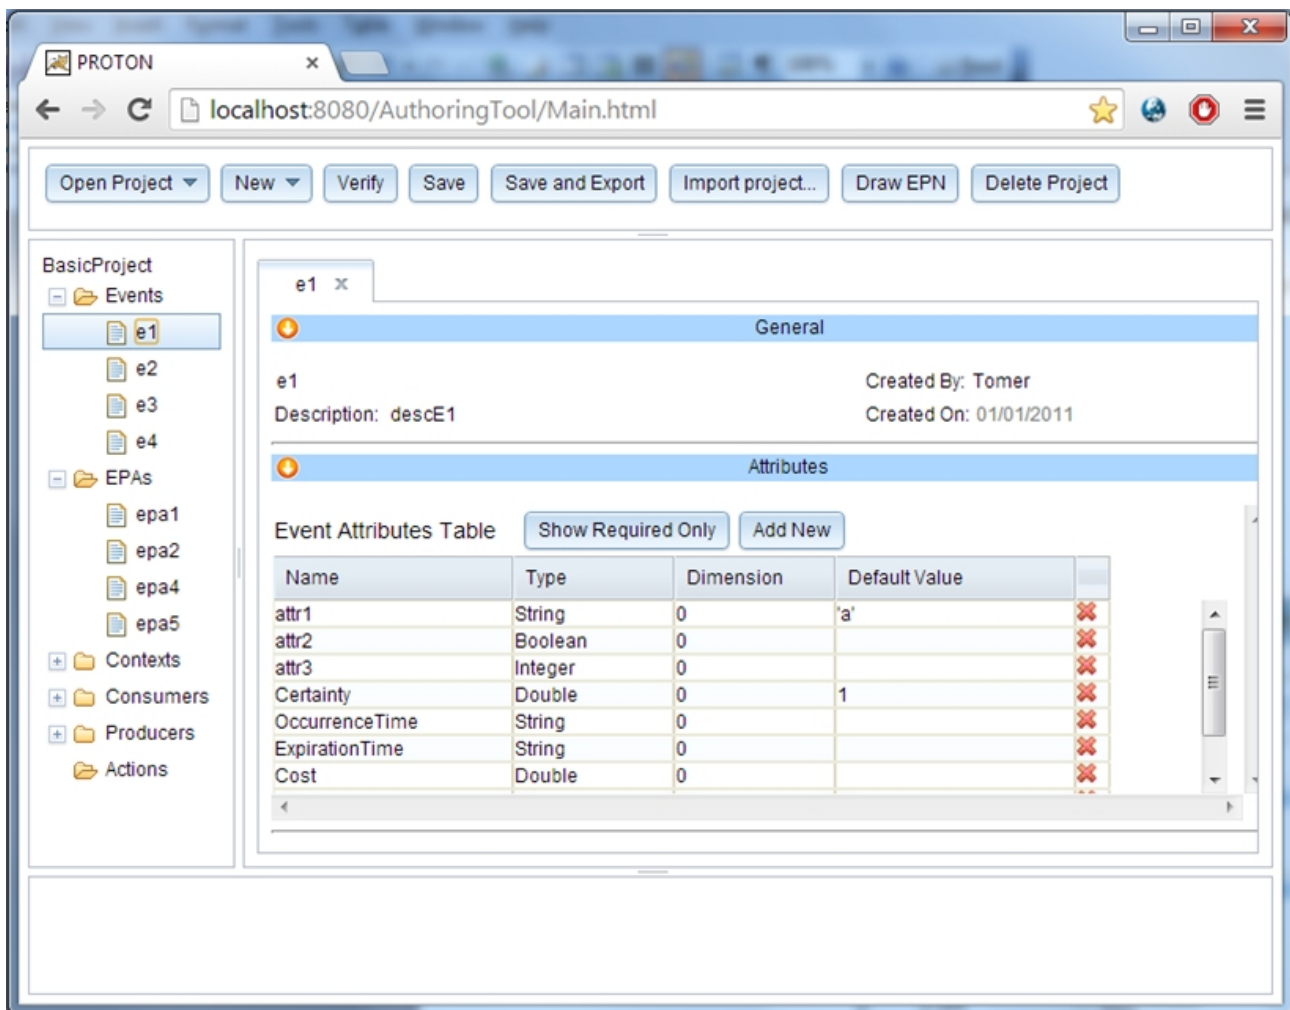 PROTON
localhost:8080/AuthoringTool/Main.html
Open Project New Verify Save Save and Export Import project... Draw EPN Delete Project
BasicProject
Events
e1
e2
e3
e4
EPAs
epa1
epa2
epa4
epa5
Contexts
Consumers
Producers
Actions
e1
General
e1 Created By: Tomer
Description: descE1 Created On: 01/01/2011
Attributes
Event Attributes Table Show Required Only Add New
Name Type Dimension Default Value
attr1 String 0 'a'
attr2 Boolean 0
attr3 Integer 0
Certainty Double 0 1
OccurrenceTime String 0
ExpirationTime String 0
Cost Double 0